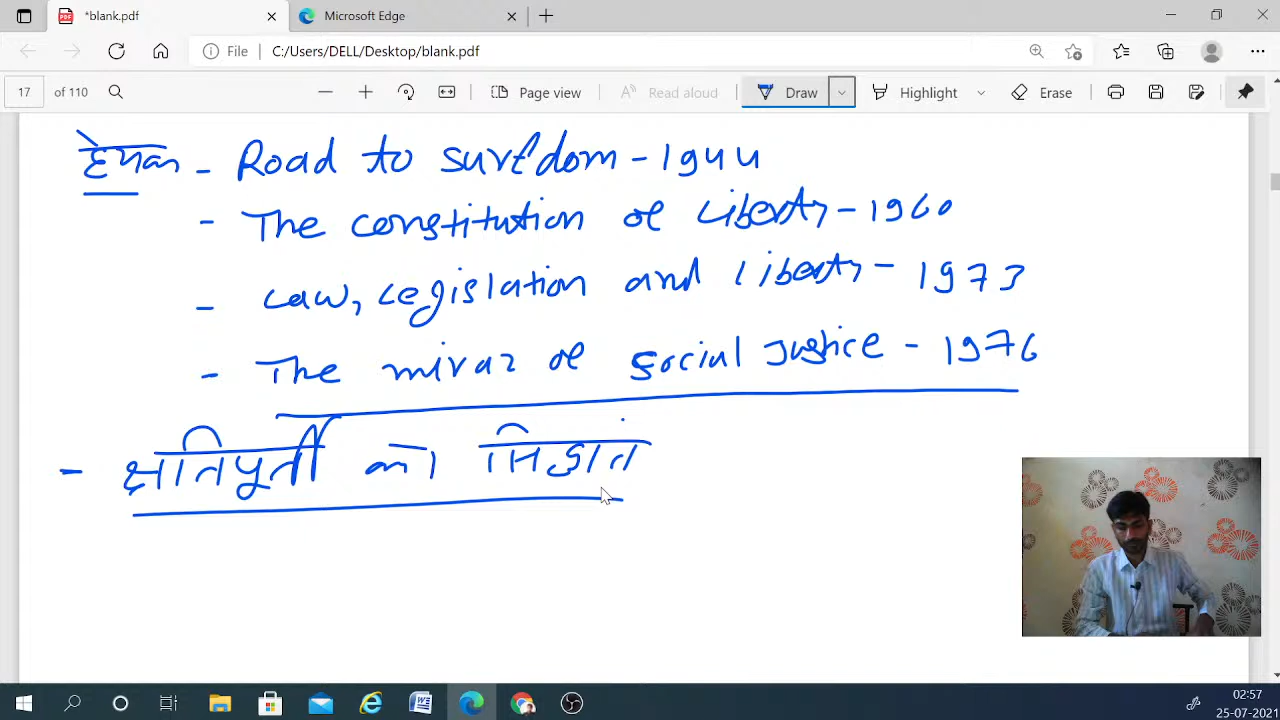 *blank.pdf
Microsoft Edge
File C:/Users/DELL/Desktop/blank.pdf
17 of 110 Page view Read aloud Draw Highlight Erase
हेयक - Road to surfdom - 1944
- The constitution of Liberty - 1960
- Law, Legislation and Liberty - 1973
- The miraz of social Justice - 1976
- क्षतिपूर्ती का सिद्धांत
02:57
25-07-2021